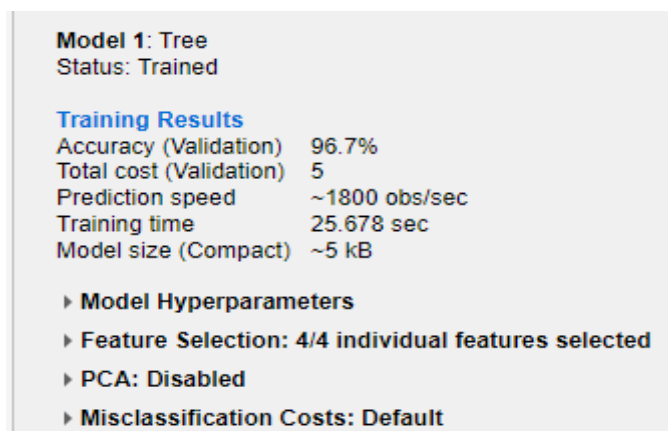 Model 1: Tree
Status: Trained
Training Results
Accuracy (Validation) 96.7%
Total cost (Validation) 5
Prediction speed ~1800 obs/sec
Training time 25.678 sec
Model size (Compact) ~5 kB
Model Hyperparameters
Feature Selection: 4/4 individual features selected
PCA: Disabled
Misclassification Costs: Default